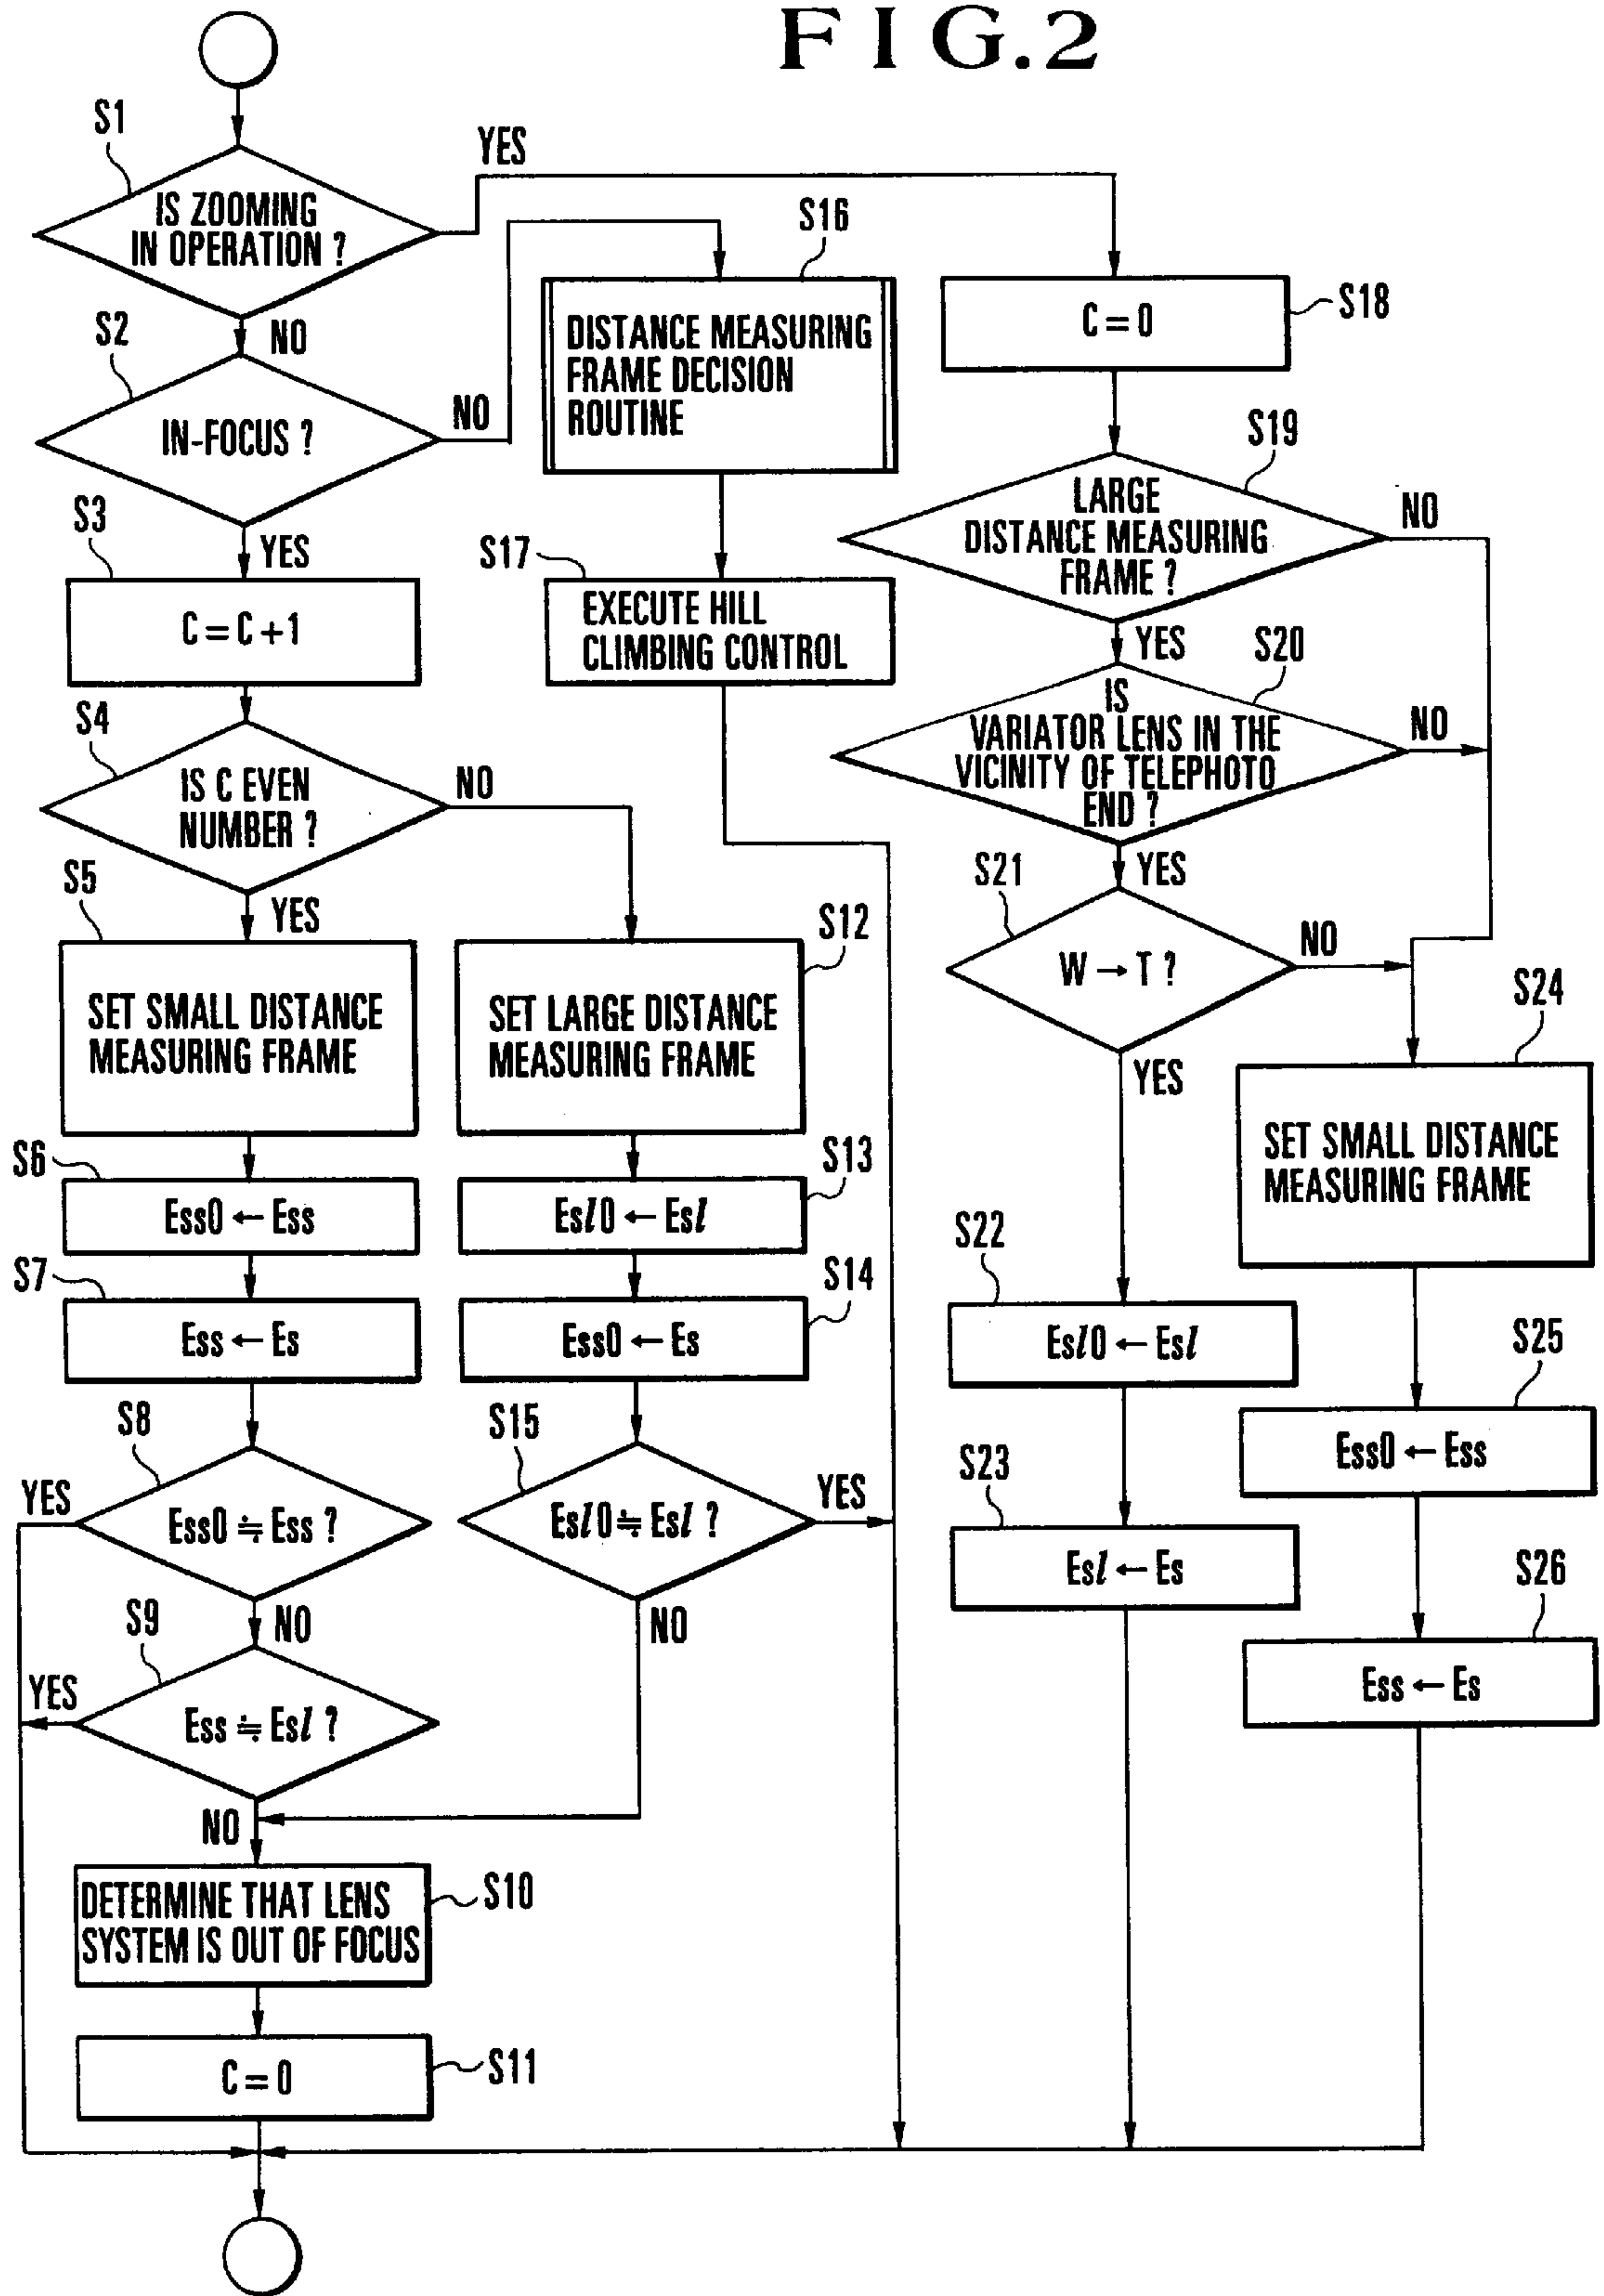 FIG.2
S1
IS ZOOMING
IN OPERATION ?
YES
NO
S2
IN-FOCUS ?
NO
YES
S3
C = C + 1
S4
IS C EVEN
NUMBER ?
NO
YES
S5
SET SMALL DISTANCE
MEASURING FRAME
S6
Ess0 ← Ess
S7
Ess ← Es
S8
Ess0 ≒ Ess ?
YES
NO
S9
Ess ≒ Esl ?
YES
NO
S10
DETERMINE THAT LENS
SYSTEM IS OUT OF FOCUS
S11
C = 0
S12
SET LARGE DISTANCE
MEASURING FRAME
S13
Esl0 ← Esl
S14
Ess0 ← Es
S15
Esl0 ≒ Esl ?
YES
NO
S16
DISTANCE MEASURING
FRAME DECISION
ROUTINE
S17
EXECUTE HILL
CLIMBING CONTROL
S18
C = 0
S19
LARGE
DISTANCE MEASURING
FRAME ?
NO
YES
S20
IS
VARIATOR LENS IN THE
VICINITY OF TELEPHOTO
END ?
NO
YES
S21
W → T ?
NO
YES
S22
Esl0 ← Esl
S23
Esl ← Es
S24
SET SMALL DISTANCE
MEASURING FRAME
S25
Ess0 ← Ess
S26
Ess ← Es